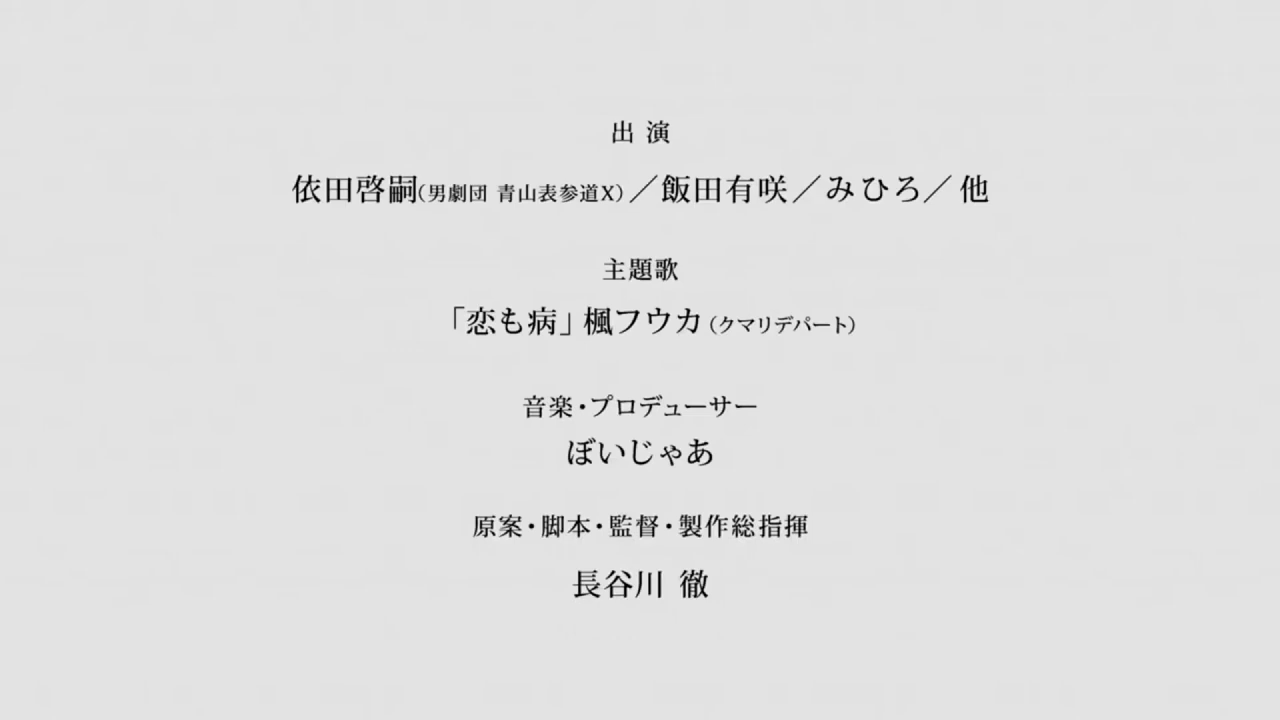 出 演
依田啓嗣(男劇団 青山表参道X)／飯田有咲／みひろ／他
主題歌
「恋も病」楓フウカ(クマリデパート)
音楽・プロデューサー
ぼいじゃあ
原案・脚本・監督・製作総指揮
長谷川 徹